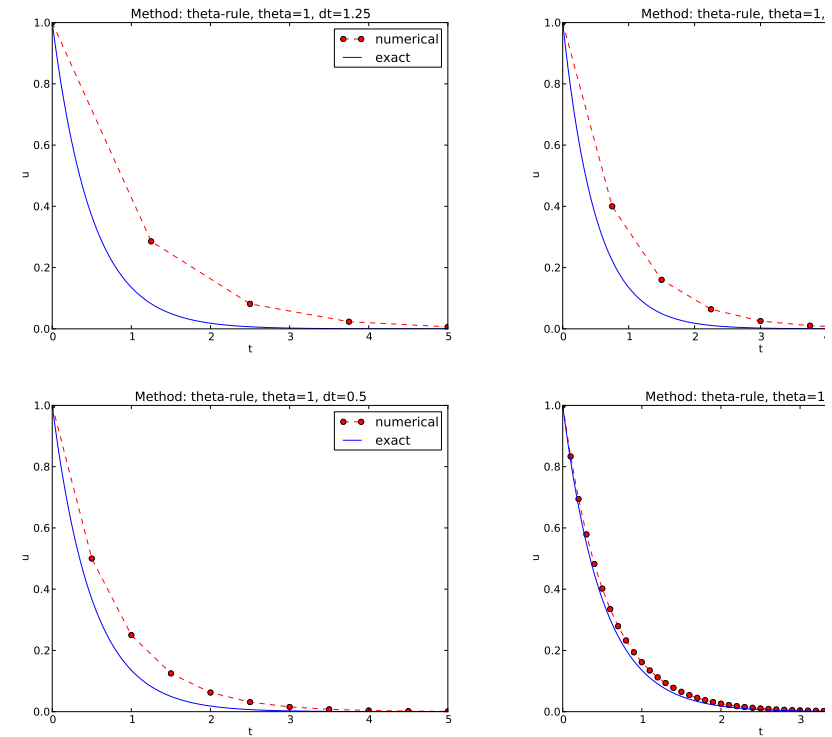 Method: theta-rule, theta=1, dt=1.25
1.0
0.8
0.6
0.4
0.2
0.0
u
numerical
exact
0 1 2 3 4 5
t
Method: theta-rule, theta=1,
1.0
0.8
0.6
0.4
0.2
0.0
u
0 1 2 3
t
Method: theta-rule, theta=1, dt=0.5
1.0
0.8
0.6
0.4
0.2
0.0
u
numerical
exact
0 1 2 3 4 5
t
Method: theta-rule, theta=1
1.0
0.8
0.6
0.4
0.2
0.0
u
0 1 2 3
t